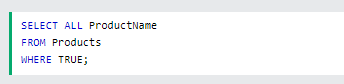 SELECT ALL ProductName
FROM Products
WHERE TRUE;